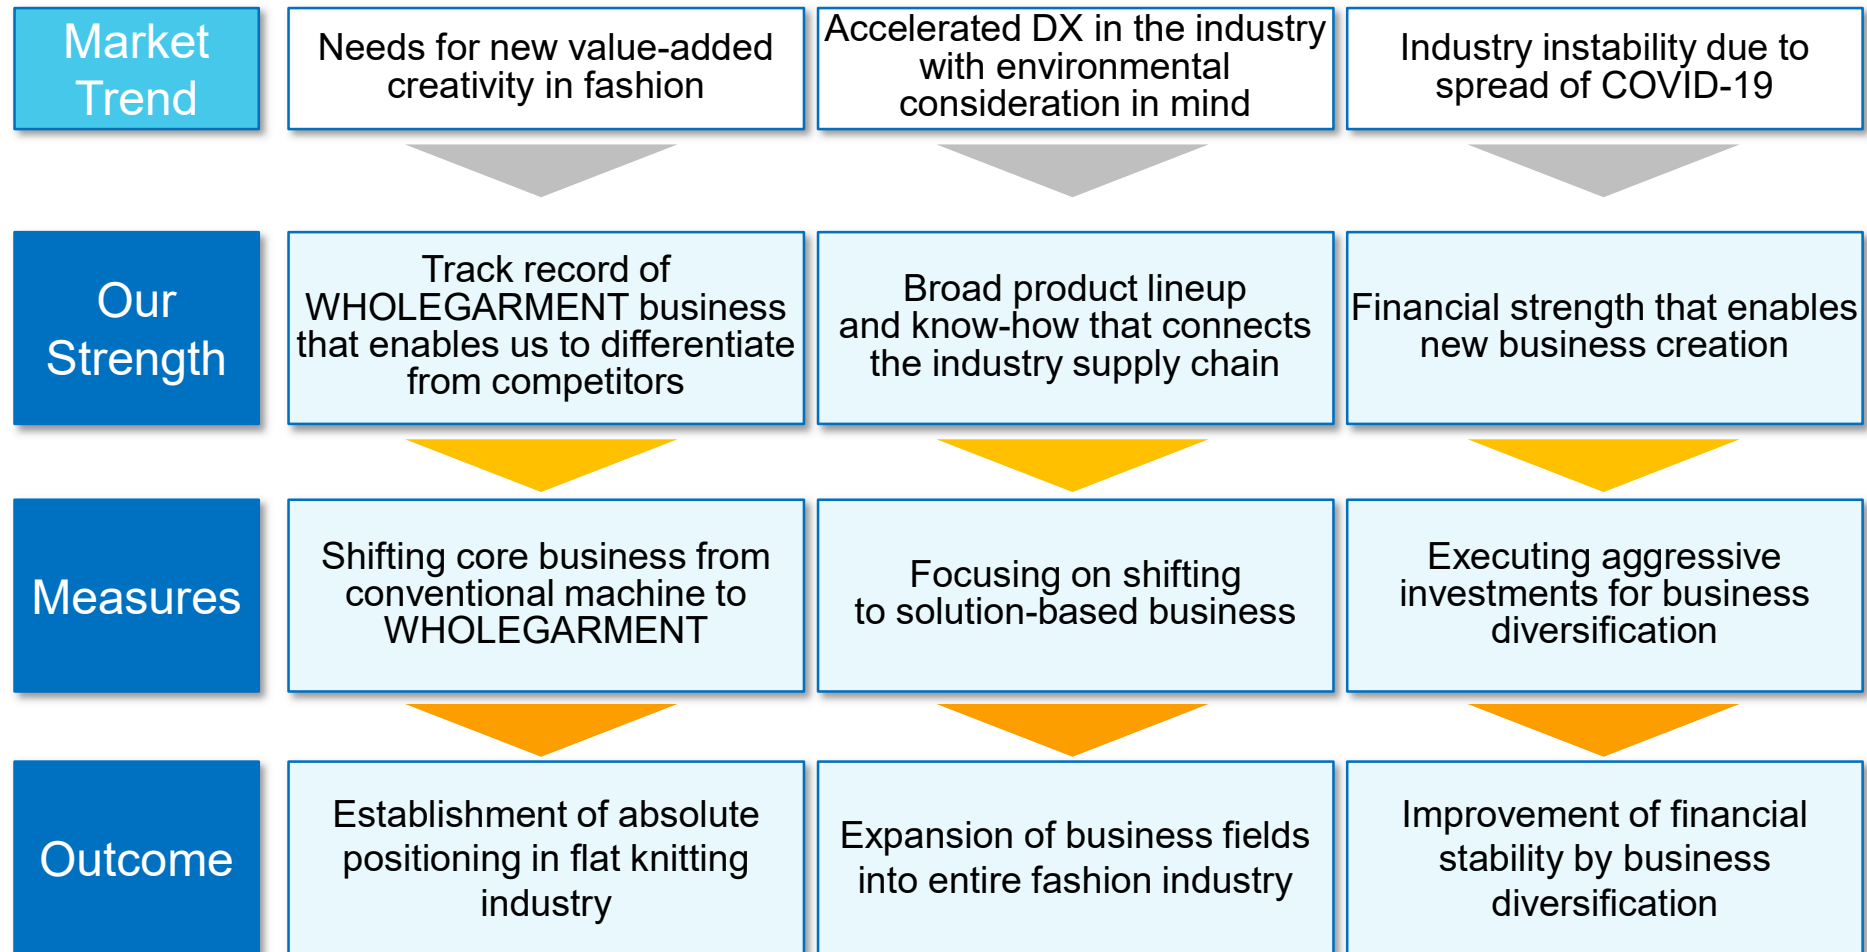 Market
Trend
Needs for new value-added
creativity in fashion
Accelerated DX in the industry
with environmental
consideration in mind
Industry instability due to
spread of COVID-19
Our
Strength
Track record of
WHOLEGARMENT business
that enables us to differentiate
from competitors
Broad product lineup
and know-how that connects
the industry supply chain
Financial strength that enables
new business creation
Measures
Shifting core business from
conventional machine to
WHOLEGARMENT
Focusing on shifting
to solution-based business
Executing aggressive
investments for business
diversification
Outcome
Establishment of absolute
positioning in flat knitting
industry
Expansion of business fields
into entire fashion industry
Improvement of financial
stability by business
diversification